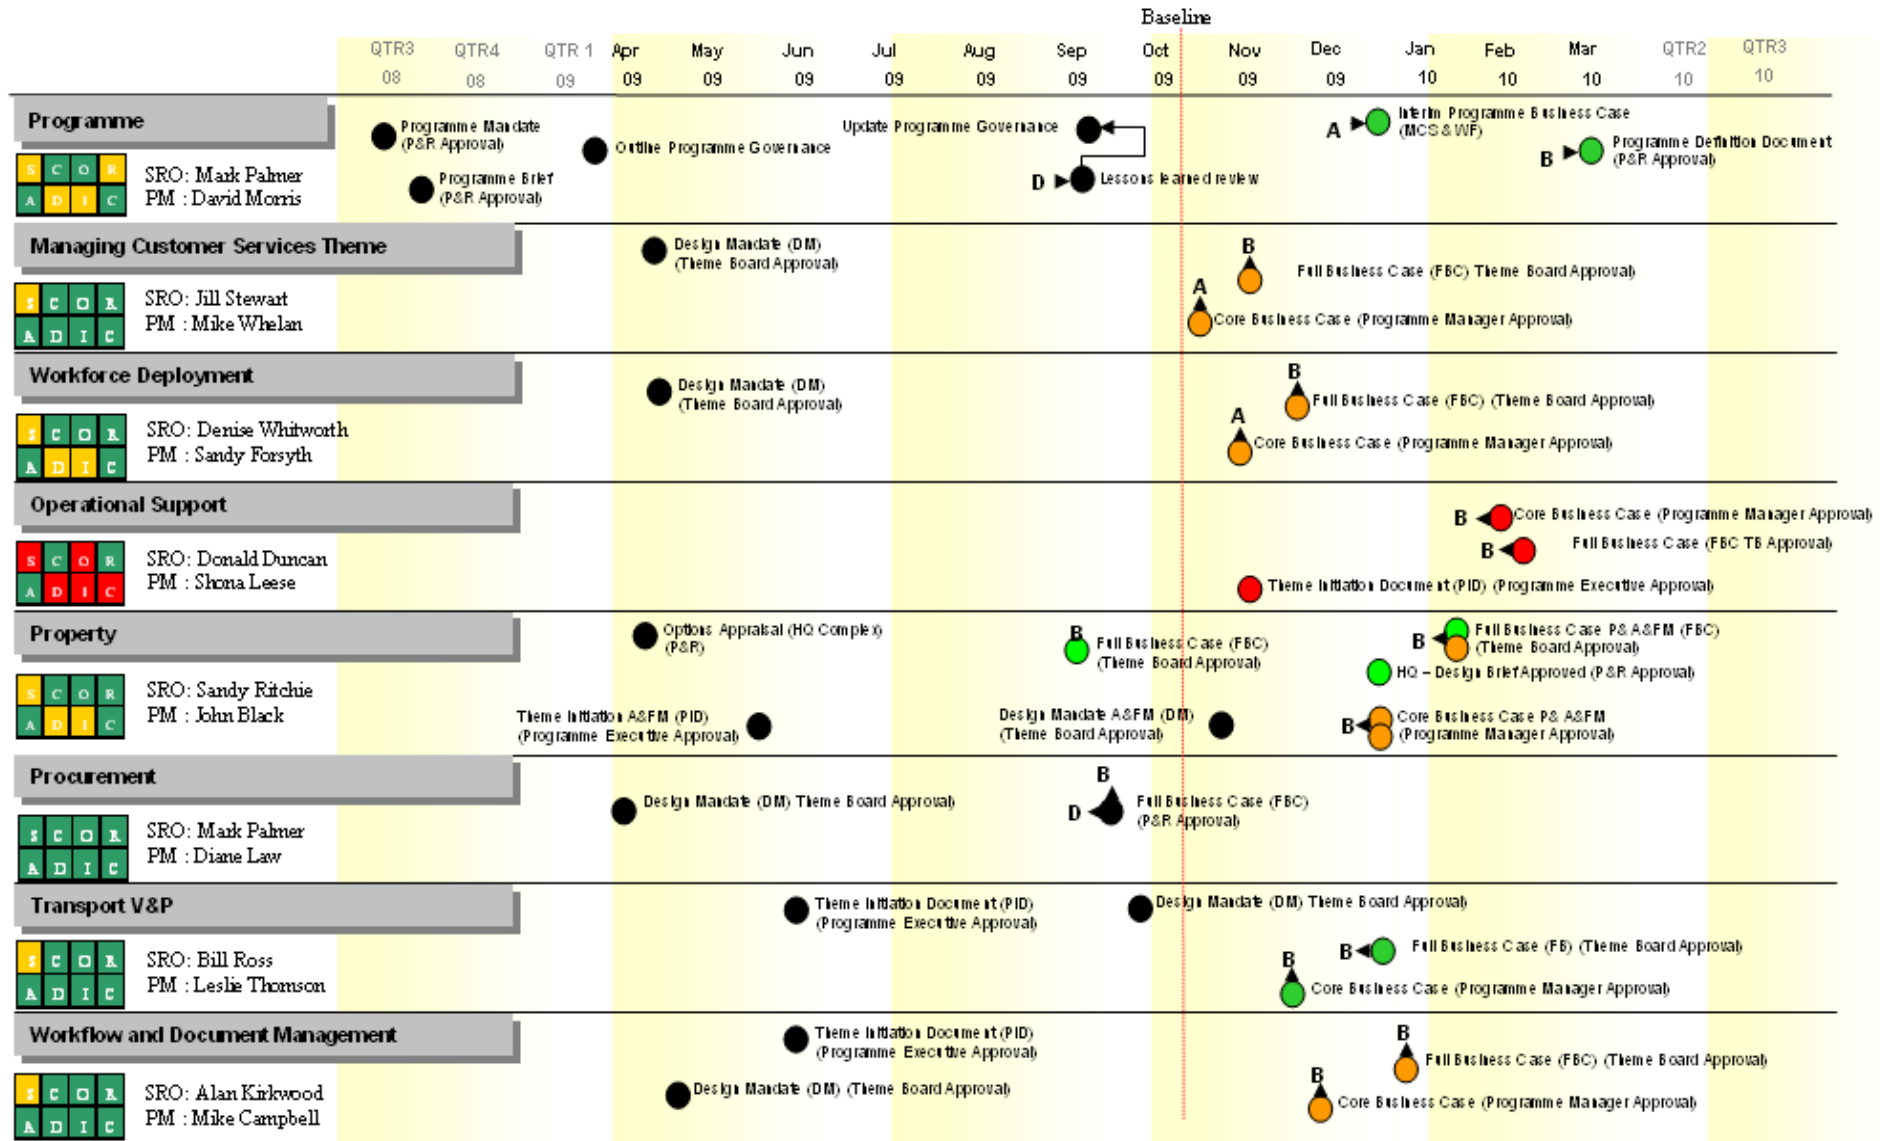 Baseline
QTR3 QTR4 QTR 1 Apr May Jun Jul Aug Sep Oct Nov Dec Jan Feb Mar QTR2 QTR3
08 08 09 09 09 09 09 09 09 09 09 09 10 10 10 10 10
Programme
S C O R
A D I C
SRO: Mark Palmer
PM : David Morris
Programme Mandate
(P&R Approval)
Programme Brief
(P&R Approval)
Outline Programme Governance
Update Programme Governance
D
Lessons learned review
A
Interim Programme Business Case
(MCS & WF)
B
Programme Definition Document
(P&R Approval)
Managing Customer Services Theme
S C O R
A D I C
SRO: Jill Stewart
PM : Mike Whelan
Design Mandate (DM)
(Theme Board Approval)
B
Full Business Case (FBC) Theme Board Approval)
A
Core Business Case (Programme Manager Approval)
Workforce Deployment
S C O R
A D I C
SRO: Denise Whitworth
PM : Sandy Forsyth
Design Mandate (DM)
(Theme Board Approval)
B
Full Business Case (FBC) (Theme Board Approval)
A
Core Business Case (Programme Manager Approval)
Operational Support
S C O R
A D I C
SRO: Donald Duncan
PM : Shona Leese
B
Core Business Case (Programme Manager Approval)
B
Full Business Case (FBC TB Approval)
Theme Initiation Document (PID) (Programme Executive Approval)
Property
S C O R
A D I C
SRO: Sandy Ritchie
PM : John Black
Options Appraisal (HQ Complex)
(P&R)
B
Full Business Case (FBC)
(Theme Board Approval)
B
Full Business Case P& A&FM (FBC)
(Theme Board Approval)
HQ – Design Brief Approved (P&R Approval)
Theme Initiation A&FM (PID)
(Programme Executive Approval)
Design Mandate A&FM (DM)
(Theme Board Approval)
B
Core Business Case P& A&FM
(Programme Manager Approval)
Procurement
S C O R
A D I C
SRO: Mark Palmer
PM : Diane Law
Design Mandate (DM) Theme Board Approval)
B
D
Full Business Case (FBC)
(P&R Approval)
Transport V&P
S C O R
A D I C
SRO: Bill Ross
PM : Leslie Thomson
Theme Initiation Document (PID)
(Programme Executive Approval)
Design Mandate (DM) Theme Board Approval)
B
Full Business Case (FB) (Theme Board Approval)
B
Core Business Case (Programme Manager Approval)
Workflow and Document Management
S C O R
A D I C
SRO: Alan Kirkwood
PM : Mike Campbell
Theme Initiation Document (PID)
(Programme Executive Approval)
Design Mandate (DM) (Theme Board Approval)
B
Full Business Case (FBC) (Theme Board Approval)
B
Core Business Case (Programme Manager Approval)